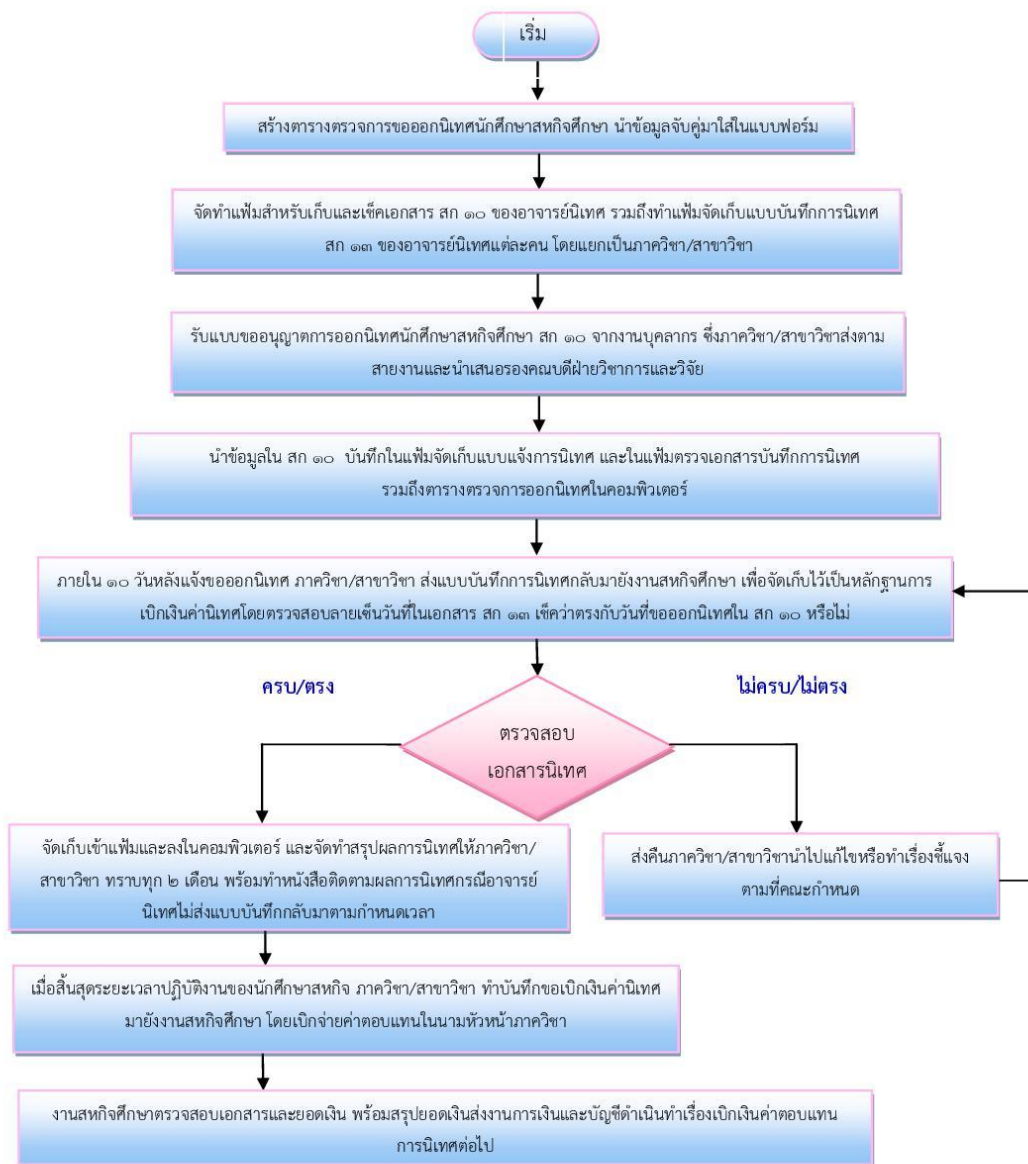 เริ่ม
สร้างตารางตรวจการขอออกนิเทศนักศึกษาสหกิจศึกษา นำข้อมูลจับคู่มาใส่ในแบบฟอร์ม
จัดทำแฟ้มสำหรับเก็บและเช็คเอกสาร สก ๑๐ ของอาจารย์นิเทศ รวมถึงทำแฟ้มจัดเก็บแบบบันทึกการนิเทศ
สก ๑๓ ของอาจารย์นิเทศแต่ละคน โดยแยกเป็นภาควิชา/สาขาวิชา
รับแบบขออนุญาตการออกนิเทศนักศึกษาสหกิจศึกษา สก ๑๐ จากงานบุคลากร ซึ่งภาควิชา/สาขาวิชาส่งตาม
สายงานและนำเสนอรองคณบดีฝ่ายวิชาการและวิจัย
นำข้อมูลใน สก ๑๐ บันทึกในแฟ้มจัดเก็บแบบแจ้งการนิเทศ และในแฟ้มตรวจเอกสารบันทึกการนิเทศ
รวมถึงตารางตรวจการออกนิเทศในคอมพิวเตอร์
ภายใน ๑๐ วันหลังแจ้งขอออกนิเทศ ภาควิชา/สาขาวิชา ส่งแบบบันทึกการนิเทศกลับมายังงานสหกิจศึกษา เพื่อจัดเก็บไว้เป็นหลักฐานการ
เบิกเงินค่านิเทศโดยตรวจสอบลายเซ็นวันที่ในเอกสาร สก ๑๓ เช็คว่าตรงกับวันที่ขอออกนิเทศใน สก ๑๐ หรือไม่
ครบ/ตรง
ไม่ครบ/ไม่ตรง
ตรวจสอบ
เอกสารนิเทศ
จัดเก็บเข้าแฟ้มและลงในคอมพิวเตอร์ และจัดทำสรุปผลการนิเทศให้ภาควิชา/
สาขาวิชา ทราบทุก ๒ เดือน พร้อมทำหนังสือติดตามผลการนิเทศกรณีอาจารย์
นิเทศไม่ส่งแบบบันทึกกลับมาตามกำหนดเวลา
ส่งคืนภาควิชา/สาขาวิชานำไปแก้ไขหรือทำเรื่องชี้แจง
ตามที่คณะกำหนด
เมื่อสิ้นสุดระยะเวลาปฏิบัติงานของนักศึกษาสหกิจ ภาควิชา/สาขาวิชา ทำบันทึกขอเบิกเงินค่านิเทศ
มายังงานสหกิจศึกษา โดยเบิกจ่ายค่าตอบแทนในนามหัวหน้าภาควิชา
งานสหกิจศึกษาตรวจสอบเอกสารและยอดเงิน พร้อมสรุปยอดเงินส่งงานการเงินและบัญชีดำเนินทำเรื่องเบิกเงินค่าตอบแทน
การนิเทศต่อไป